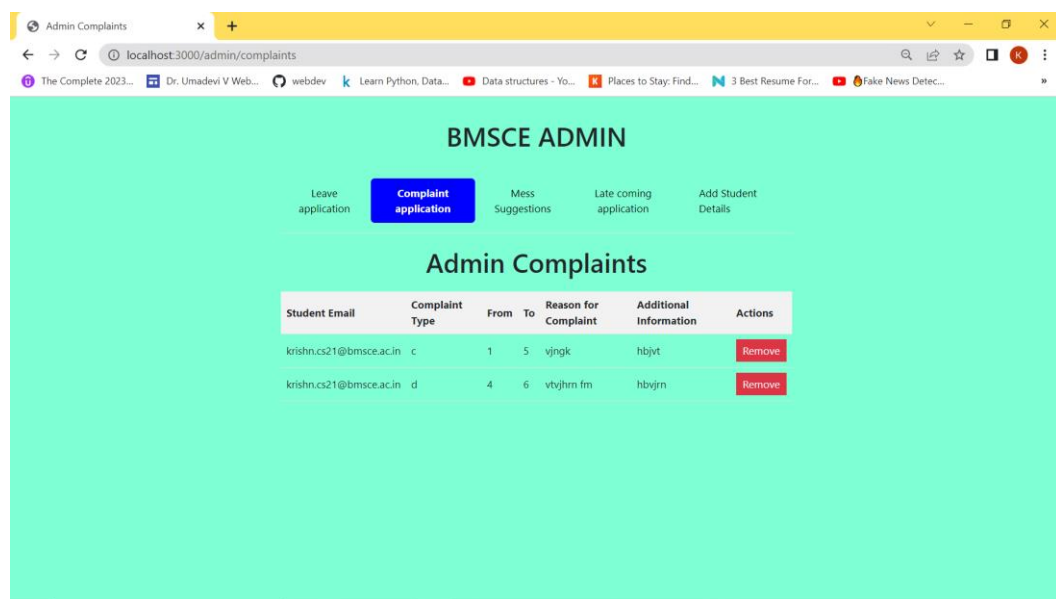 Admin Complaints
localhost:3000/admin/complaints
K
The Complete 2023... Dr. Umadevi V Web... webdev Learn Python, Data... Data structures - Yo... Places to Stay: Find... 3 Best Resume For... Fake News Detec... »
BMSCE ADMIN
Leave Complaint Mess Late coming Add Student
application application Suggestions application Details
Admin Complaints
Student Email Complaint Type From To Reason for Complaint Additional Information Actions
krishn.cs21@bmsce.ac.in c 1 5 vjngk hbjvt Remove
krishn.cs21@bmsce.ac.in d 4 6 vtvjhrn fm hbvjrn Remove